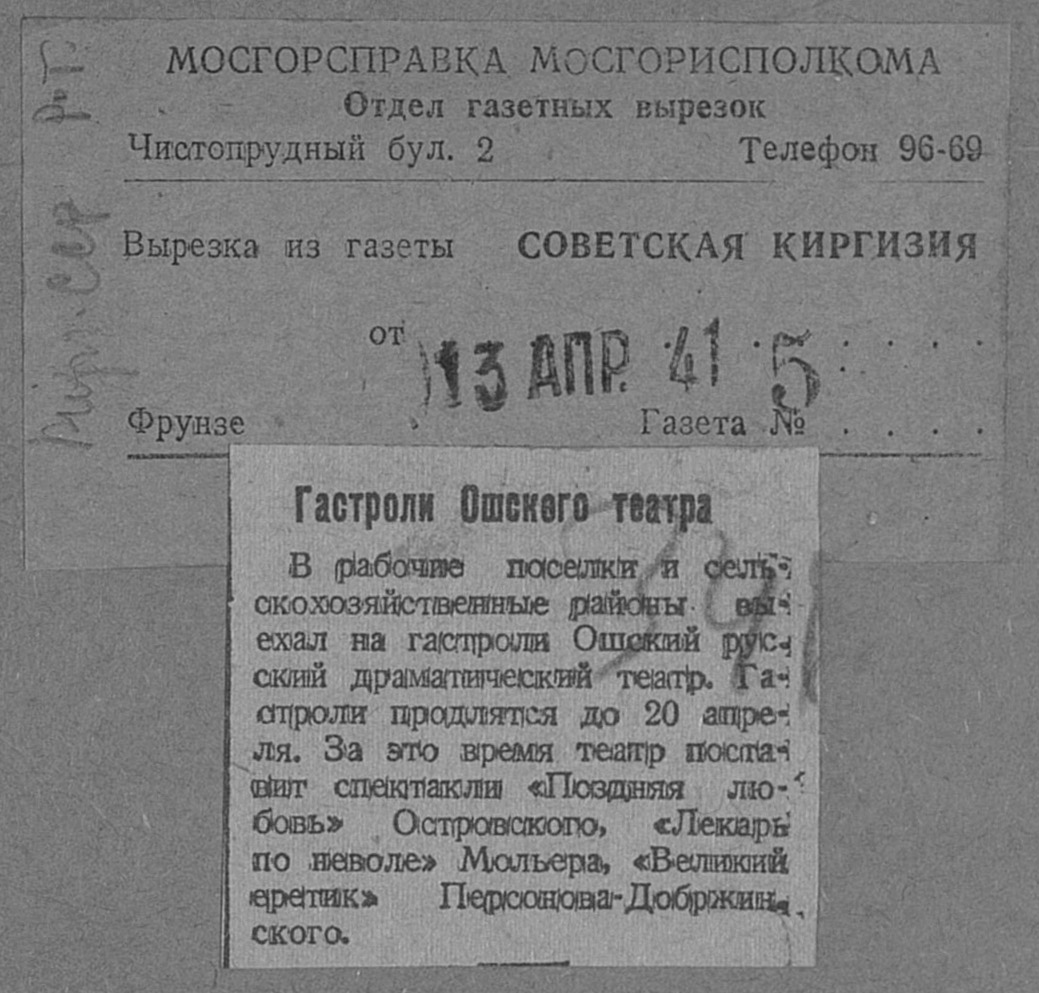 МОСГОРСПРАВКА МОСГОРИСПОЛКОМА
Отдел газетных вырезок
Чистопрудный бул. 2 Телефон 96-69
Вырезка из газеты СОВЕТСКАЯ КИРГИЗИЯ
от 13 АПР. 41 5
Фрунзе Газета № . . . .
Кирг. ССР
Гастроли Ошского театра
В рабочие поселки и сель-
скохозяйственные районы вы-
ехал на гастроли Ошский рус-
ский драматический театр. Га-
строли продлятся до 20 апре-
ля. За это время театр поста-
вит спектакли «Поздняя лю-
бовь» Островского, «Лекарь
по неволе» Мольера, «Великий
еретик» Персонова-Добржин-
ского.